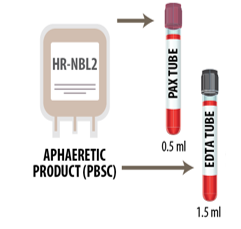 HR-NBL2
PAX TUBE
0.5 ml
APHAERETIC
PRODUCT (PBSC)
EDTA TUBE
1.5 ml